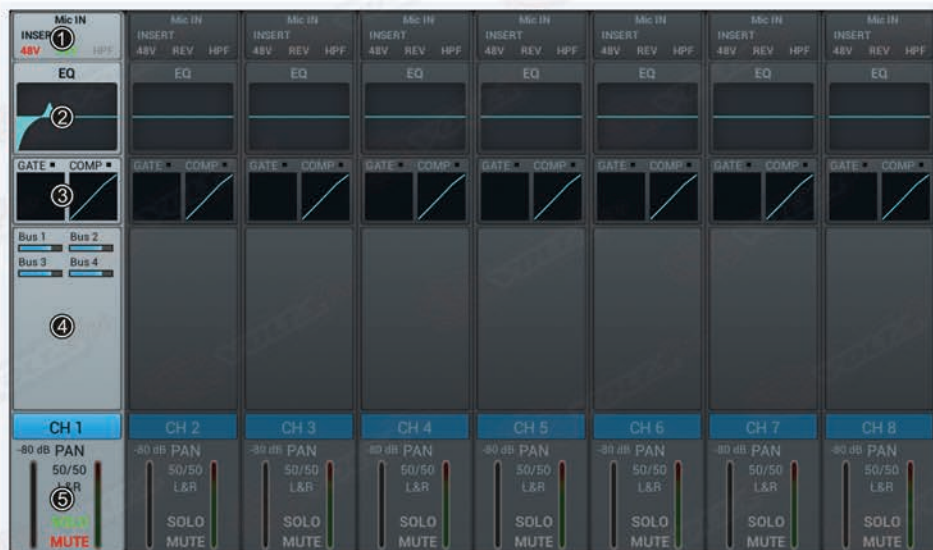 Mic IN Mic IN Mic IN Mic IN Mic IN Mic IN Mic IN Mic IN
① INSERT INSERT INSERT INSERT INSERT INSERT INSERT
48V HPF 48V REV HPF 48V REV HPF 48V REV HPF 48V REV HPF 48V REV HPF 48V REV HPF 48V REV HPF
EQ EQ EQ EQ EQ EQ EQ EQ
②
GATE COMP GATE COMP GATE COMP GATE COMP GATE COMP GATE COMP GATE COMP GATE COMP
③
Bus 1 Bus 2
Bus 3 Bus 4
④
CH 1 CH 2 CH 3 CH 4 CH 5 CH 6 CH 7 CH 8
-80 dB PAN -80 dB PAN -80 dB PAN -80 dB PAN -80 dB PAN -80 dB PAN -80 dB PAN -80 dB PAN
50/50 50/50 50/50 50/50 50/50 50/50 50/50 50/50
⑤ L&R L&R L&R L&R L&R L&R L&R
SOLO SOLO SOLO SOLO SOLO SOLO SOLO SOLO
MUTE MUTE MUTE MUTE MUTE MUTE MUTE MUTE